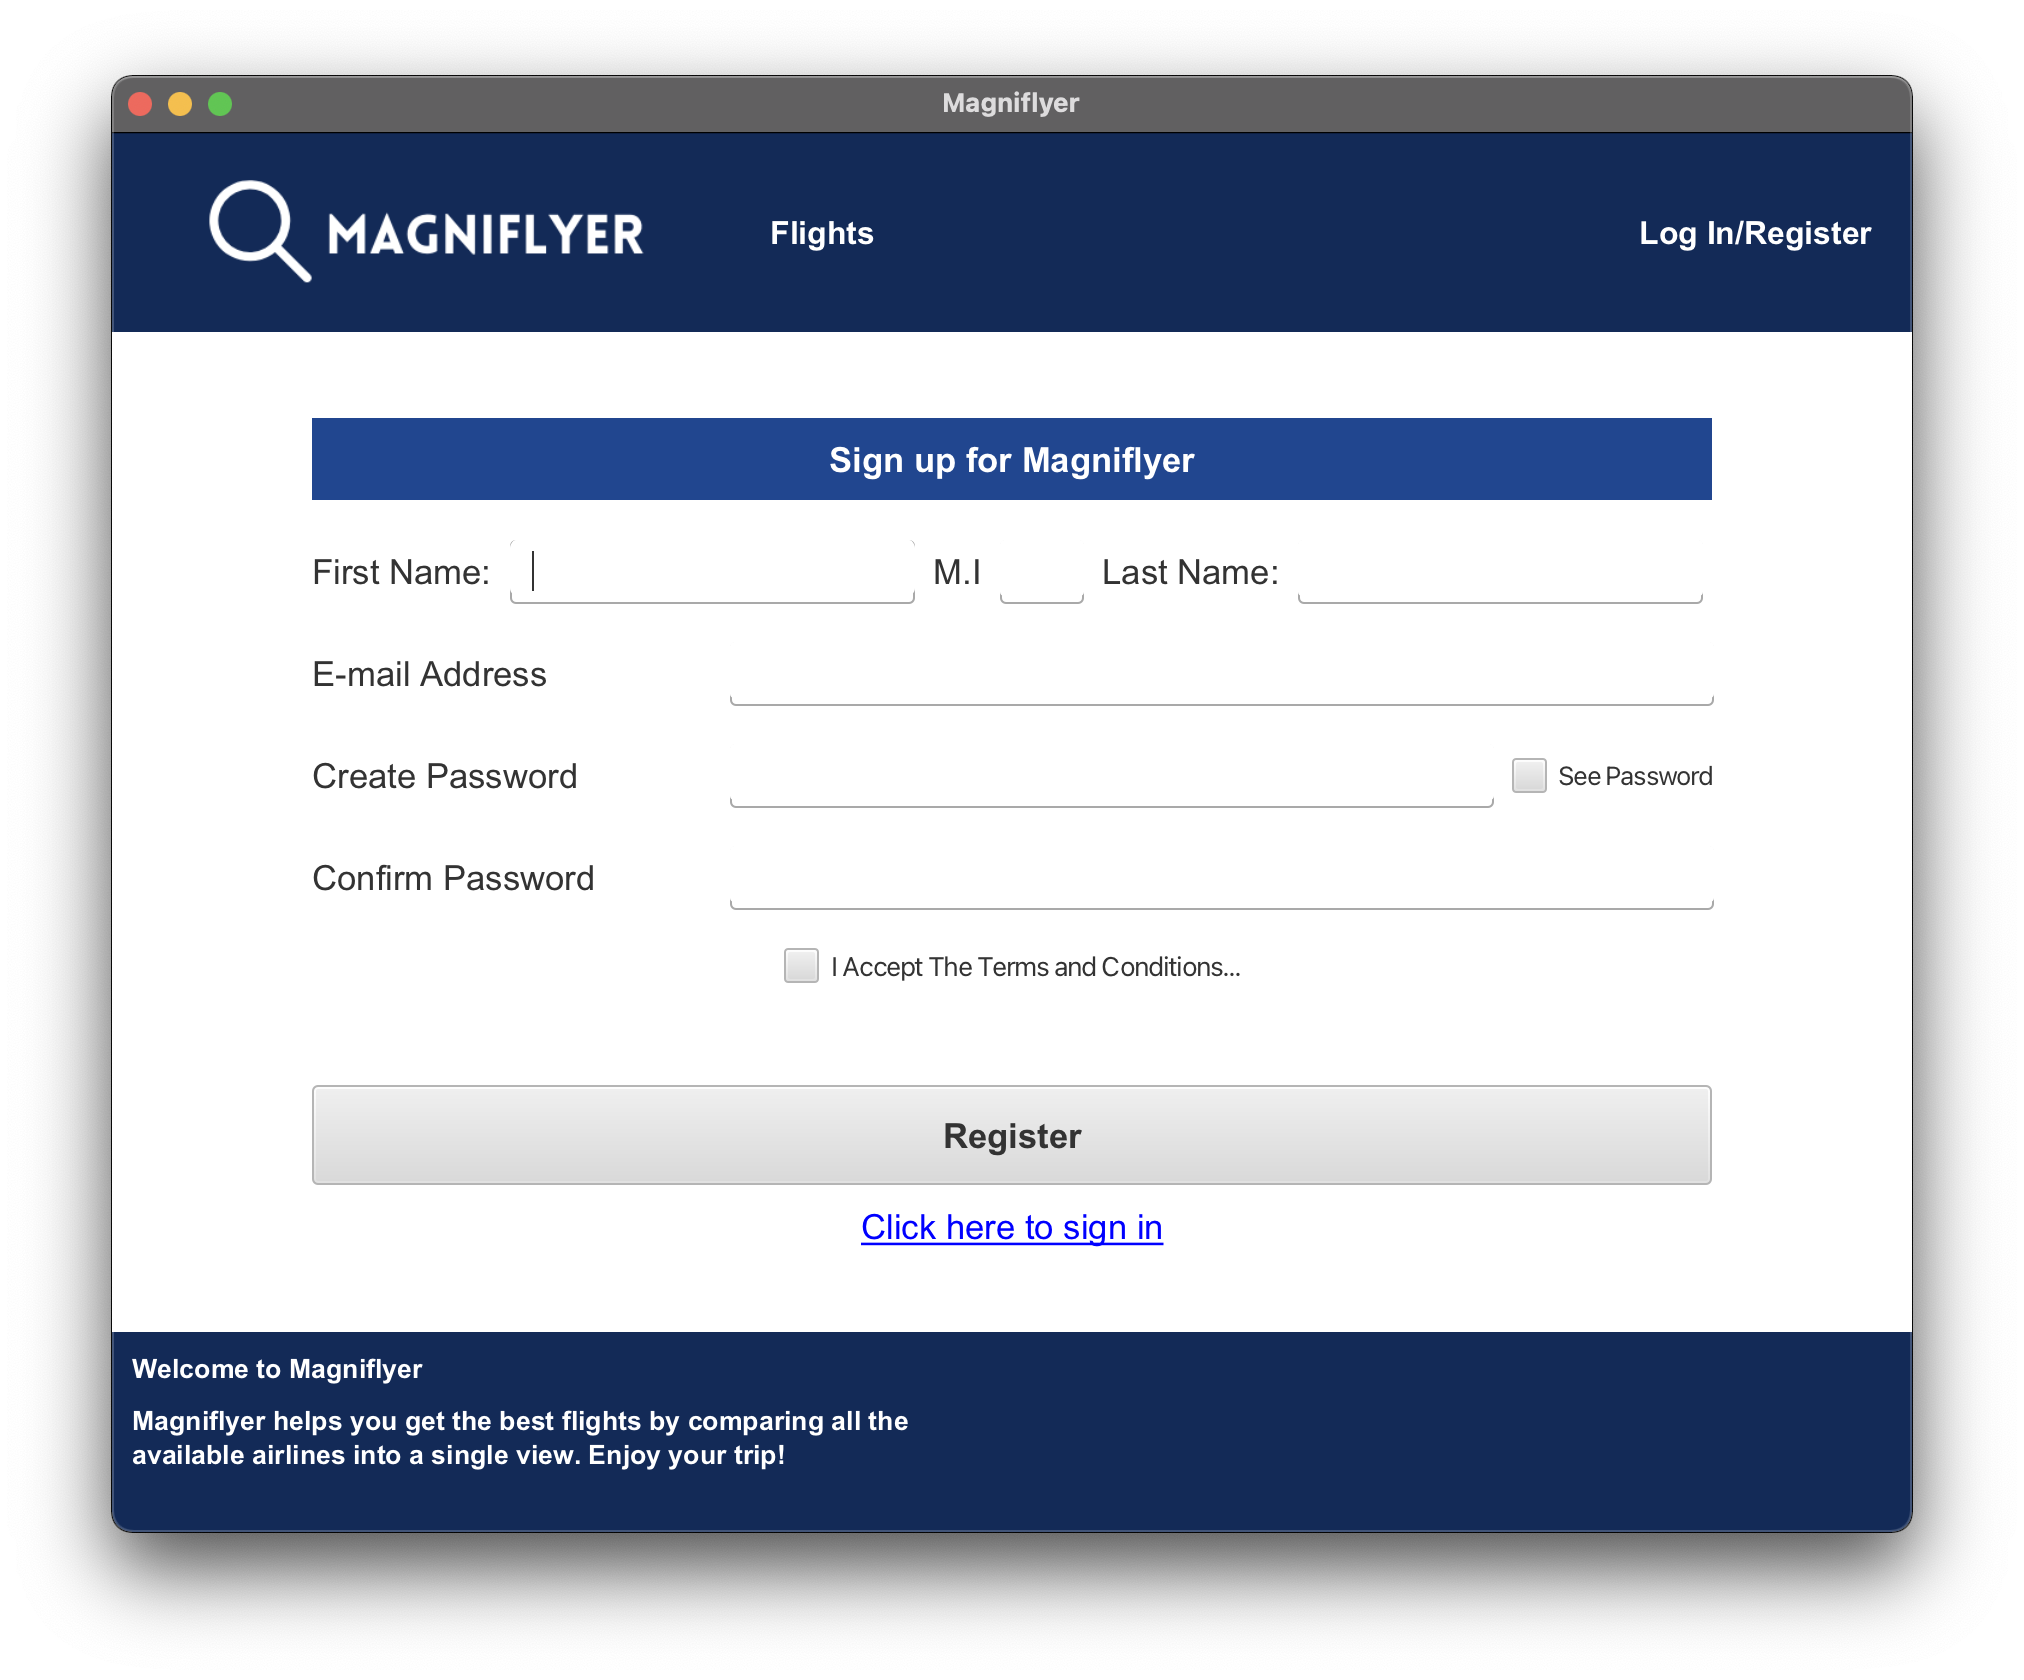 Magniflyer
MAGNIFLYER
Flights
Log In/Register
Sign up for Magniflyer
First Name:
M.I
Last Name:
E-mail Address
Create Password
See Password
Confirm Password
I Accept The Terms and Conditions...
Register
Click here to sign in
Welcome to Magniflyer
Magniflyer helps you get the best flights by comparing all the
available airlines into a single view. Enjoy your trip!